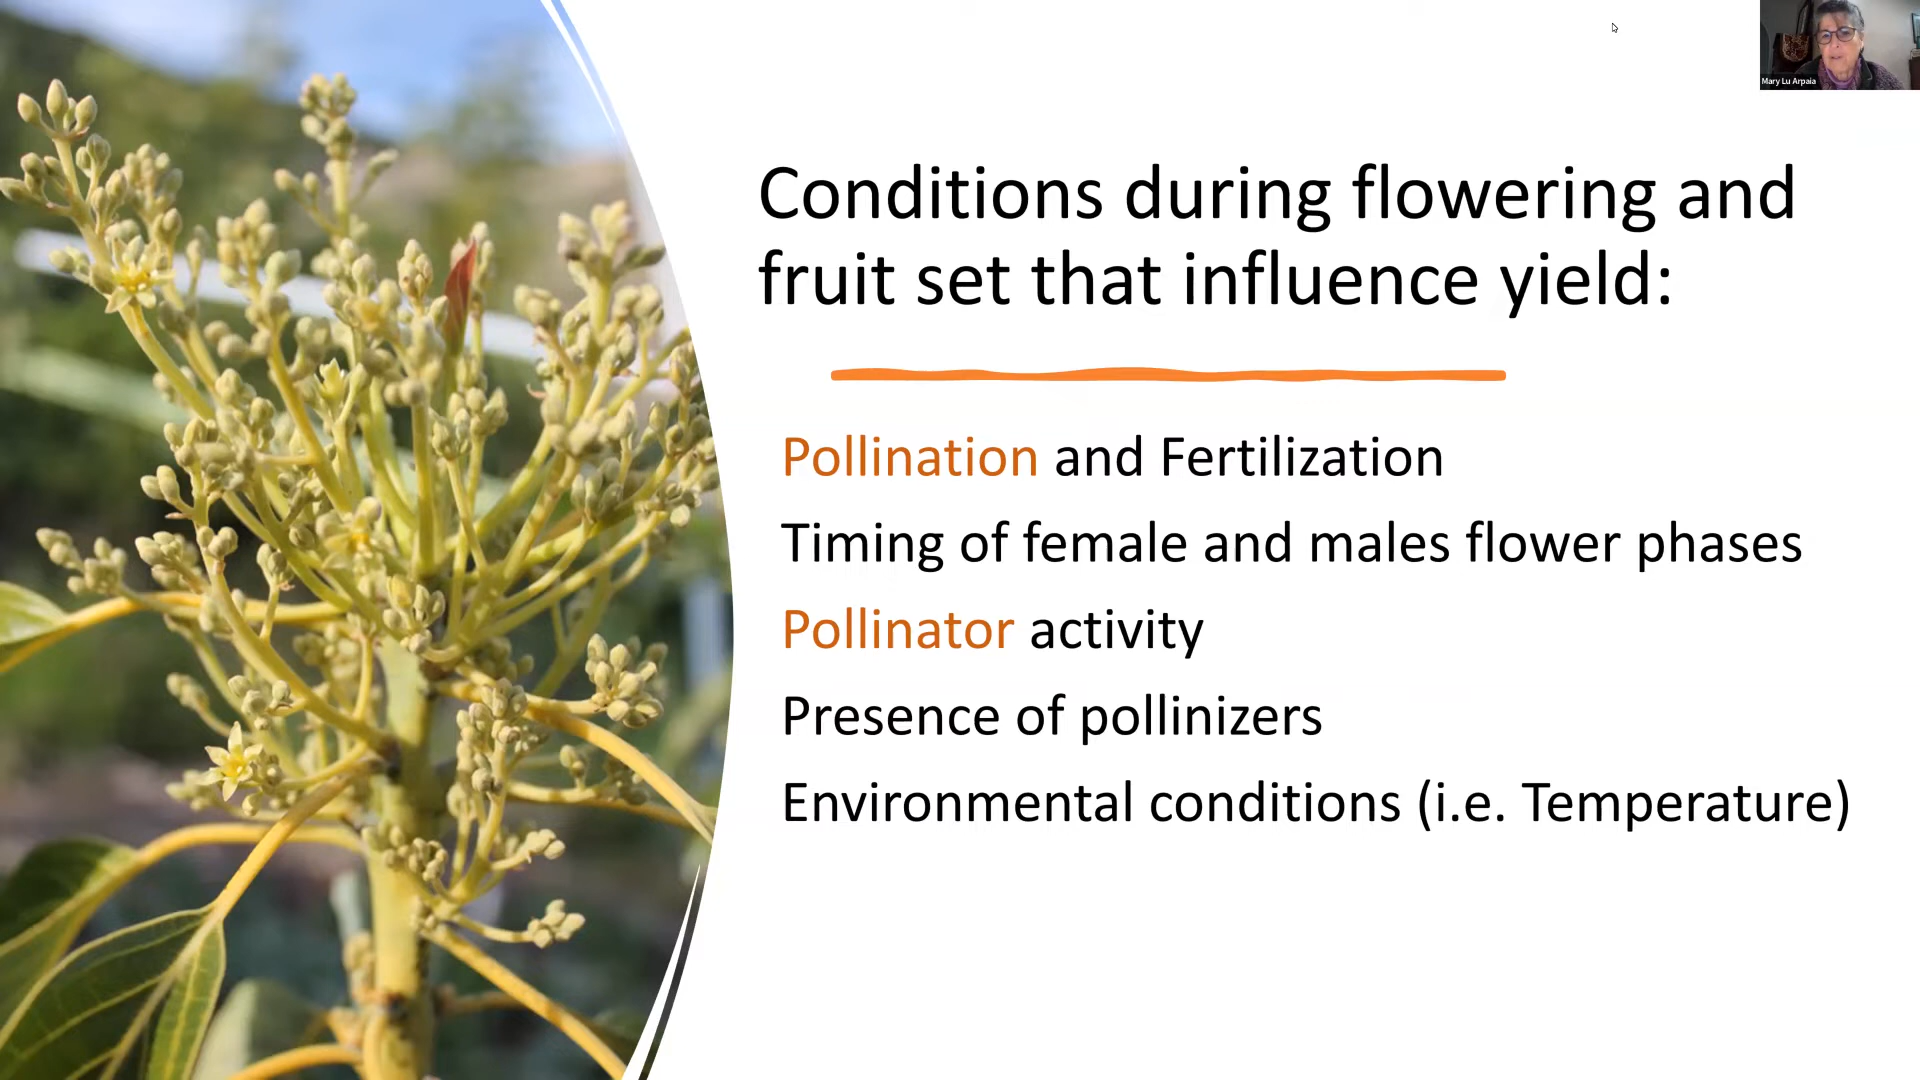 Mary Lu Arpaia
Conditions during flowering and
fruit set that influence yield:
Pollination and Fertilization
Timing of female and males flower phases
Pollinator activity
Presence of pollinizers
Environmental conditions (i.e. Temperature)